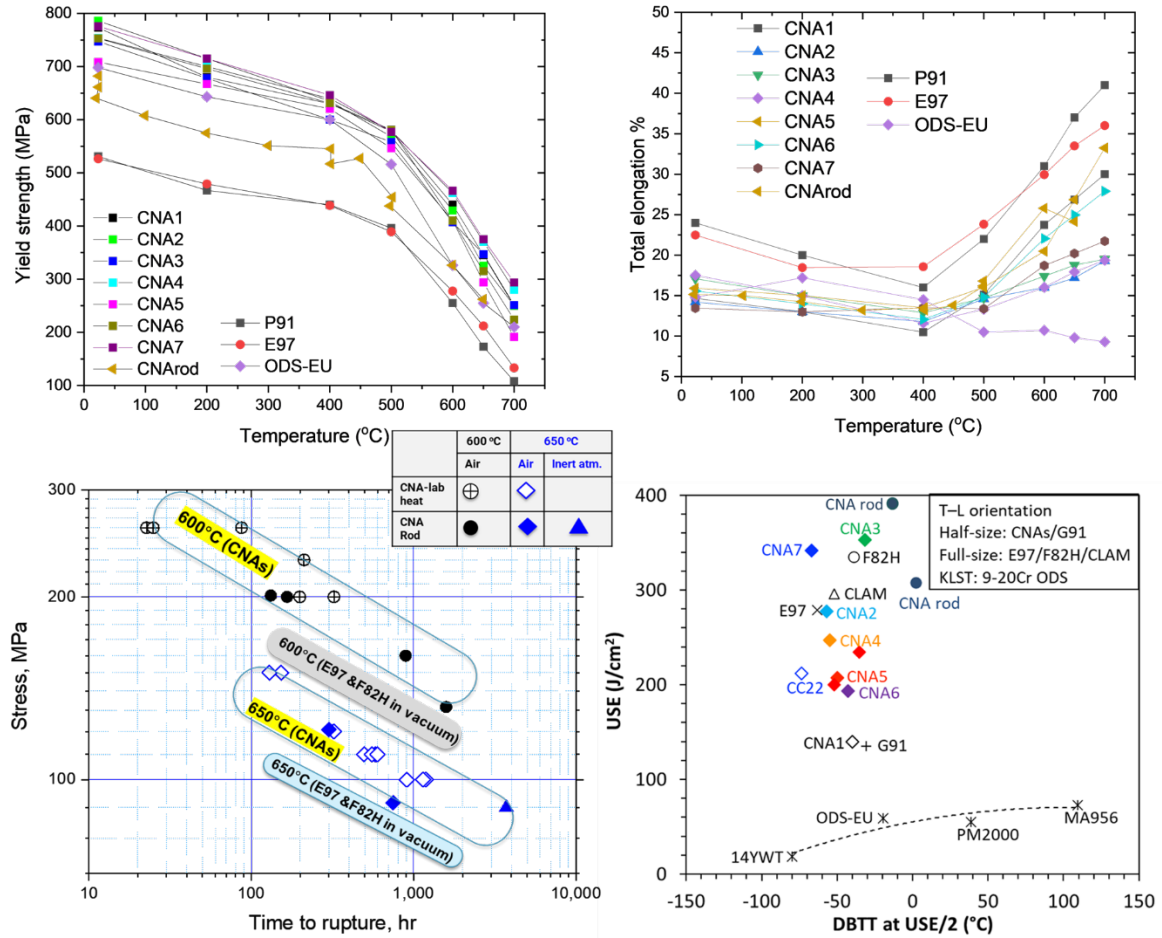 800
700
600
500
400
300
200
100
Yield strength (MPa)
CNA1
CNA2
CNA3
CNA4
CNA5
CNA6
CNA7
CNArod
P91
E97
ODS-EU
0 100 200 300 400 500 600 700
Temperature (°C)
50
45
40
35
30
25
20
15
10
5
Total elongation %
CNA1
CNA2
CNA3
CNA4
CNA5
CNA6
CNA7
CNArod
P91
E97
ODS-EU
0 100 200 300 400 500 600 700
Temperature (°C)
600 °C 650 °C
Air Air Inert atm.
CNA-lab heat
CNA Rod
300
200
100
Stress, MPa
600°C (CNAs)
600°C (E97 &F82H in vacuum)
650°C (CNAs)
650°C (E97 &F82H in vacuum)
10 100 1,000 10,000
Time to rupture, hr
400
300
200
100
0
USE (J/cm²)
T–L orientation
Half-size: CNAs/G91
Full-size: E97/F82H/CLAM
KLST: 9-20Cr ODS
CNA rod
CNA3
CNA7
F82H
CNA rod
CLAM
E97
CNA2
CNA4
CC22
CNA5
CNA6
CNA1
G91
ODS-EU
PM2000
MA956
14YWT
-150 -100 -50 0 50 100 150
DBTT at USE/2 (°C)